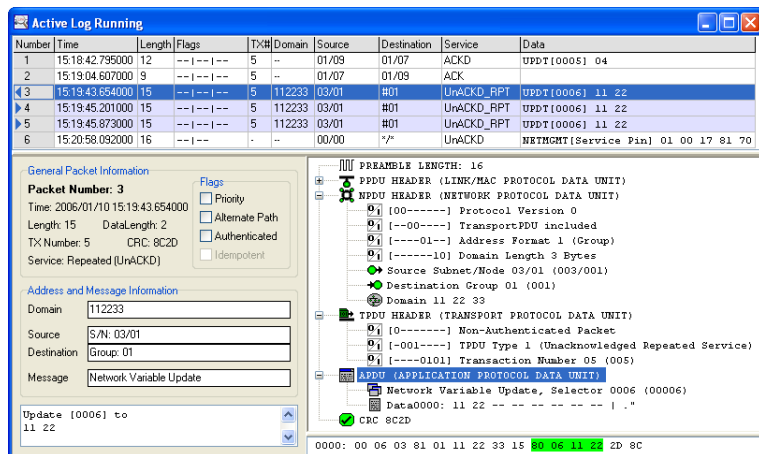 Active Log Running
Number Time Length Flags TX# Domain Source Destination Service Data
1 15:18:42.795000 12 --|--|-- 5 -- 01/09 01/07 ACKD UPDT[0005] 04
2 15:19:04.607000 9 --|--|-- 5 -- 01/07 01/09 ACK
3 15:19:43.654000 15 --|--|-- 5 112233 03/01 #01 UnACKD_RPT UPDT[0006] 11 22
4 15:19:45.201000 15 --|--|-- 5 112233 03/01 #01 UnACKD_RPT UPDT[0006] 11 22
5 15:19:45.873000 15 --|--|-- 5 112233 03/01 #01 UnACKD_RPT UPDT[0006] 11 22
6 15:20:58.092000 16 --|-- - -- 00/00 */* UnACKD NETMGMT[Service Pin] 01 00 17 81 70
General Packet Information
Packet Number: 3
Time: 2006/01/10 15:19:43.654000
Length: 15 DataLength: 2
TX Number: 5 CRC: 8C2D
Service: Repeated (UnACKD)
Flags
Priority
Alternate Path
Authenticated
Idempotent
Address and Message Information
Domain 112233
Source S/N: 03/01
Destination Group: 01
Message Network Variable Update
Update [0006] to
11 22
PREAMBLE LENGTH: 16
PPDU HEADER (LINK/MAC PROTOCOL DATA UNIT)
NPDU HEADER (NETWORK PROTOCOL DATA UNIT)
[00------] Protocol Version 0
[--00----] TransportPDU included
[----01--] Address Format 1 (Group)
[------10] Domain Length 3 Bytes
Source Subnet/Node 03/01 (003/001)
Destination Group 01 (001)
Domain 11 22 33
TPDU HEADER (TRANSPORT PROTOCOL DATA UNIT)
[0-------] Non-Authenticated Packet
[-001----] TPDU Type 1 (Unacknowledged Repeated Service)
[----0101] Transaction Number 05 (005)
APDU (APPLICATION PROTOCOL DATA UNIT)
Network Variable Update, Selector 0006 (00006)
Data0000: 11 22 -- -- -- -- -- -- | ."
CRC 8C2D
0000: 00 06 03 81 01 11 22 33 15 80 06 11 22 2D 8C